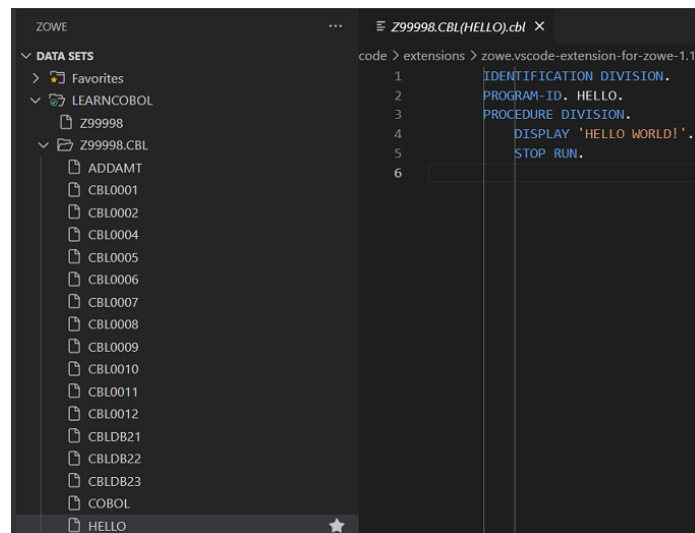 ZOWE
DATA SETS
Favorites
LEARNCOBOL
Z99998
Z99998.CBL
ADDAMT
CBL0001
CBL0002
CBL0004
CBL0005
CBL0006
CBL0007
CBL0008
CBL0009
CBL0010
CBL0011
CBL0012
CBLDB21
CBLDB22
CBLDB23
COBOL
HELLO
Z99998.CBL(HELLO).cbl
code > extensions > zowe.vscode-extension-for-zowe-1.1
1 IDENTIFICATION DIVISION.
2 PROGRAM-ID. HELLO.
3 PROCEDURE DIVISION.
4 DISPLAY 'HELLO WORLD!'.
5 STOP RUN.
6